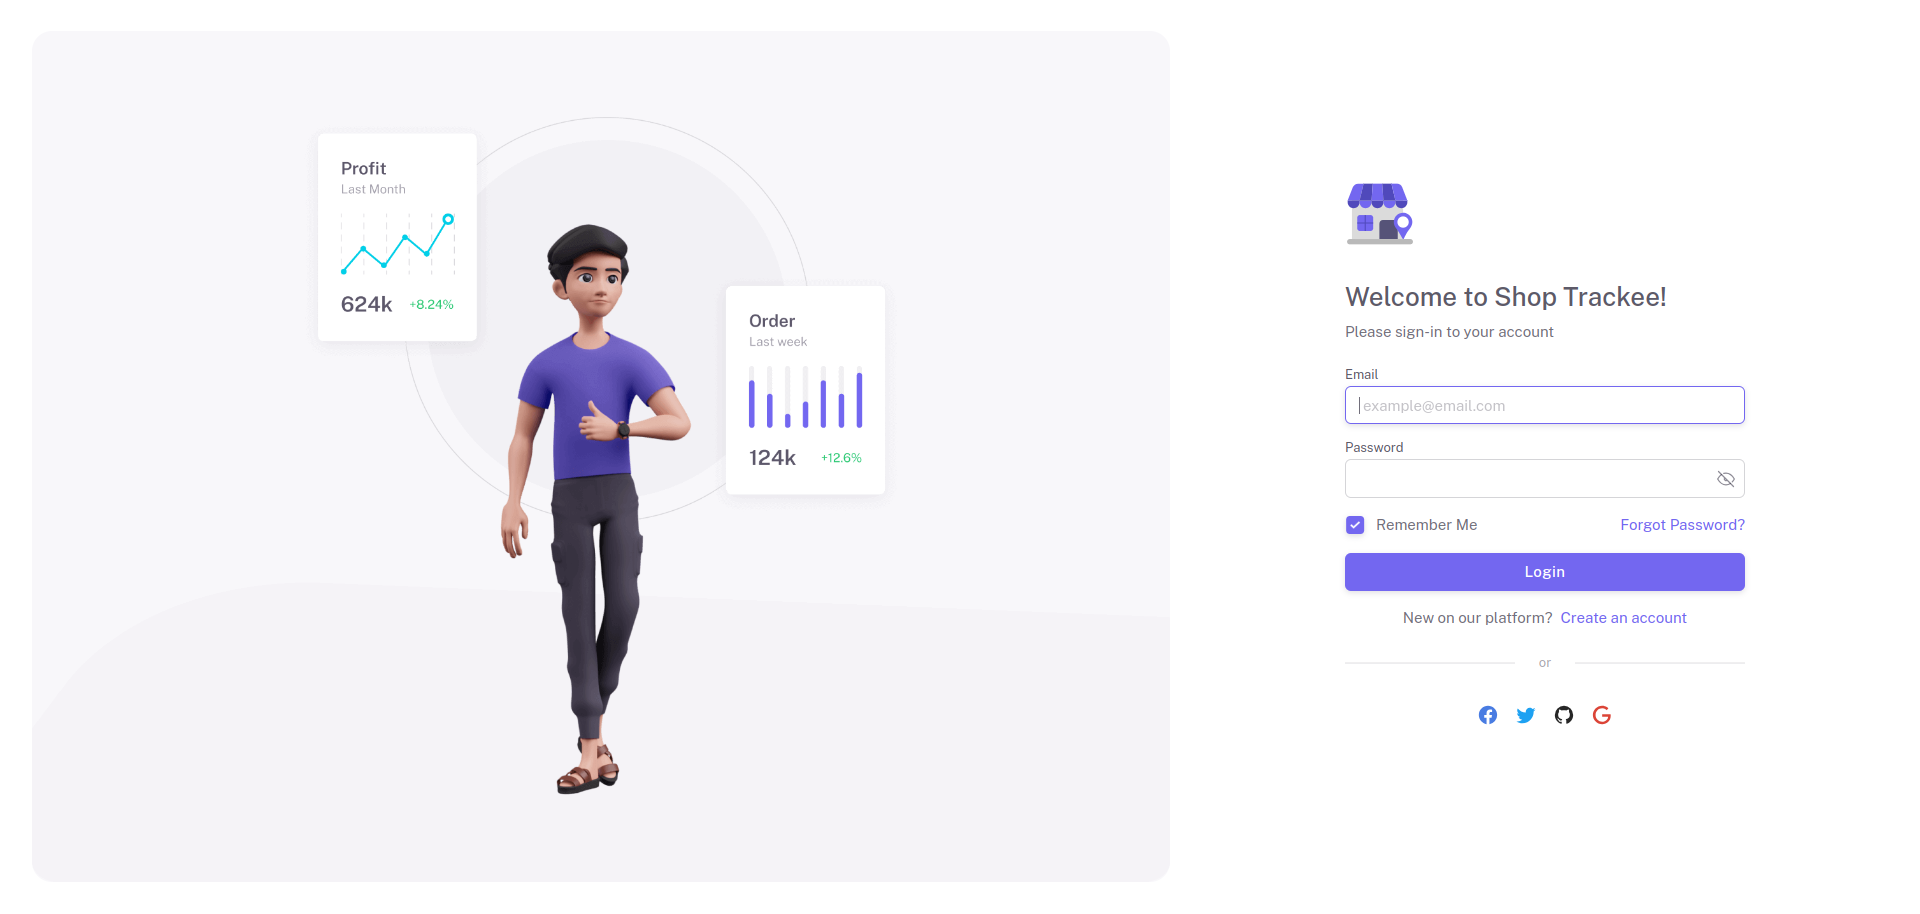 Profit
Last Month
624k +8.24%
Order
Last week
124k +12.6%
Welcome to Shop Trackee!
Please sign-in to your account
Email
example@email.com
Password
Remember Me Forgot Password?
Login
New on our platform? Create an account
or